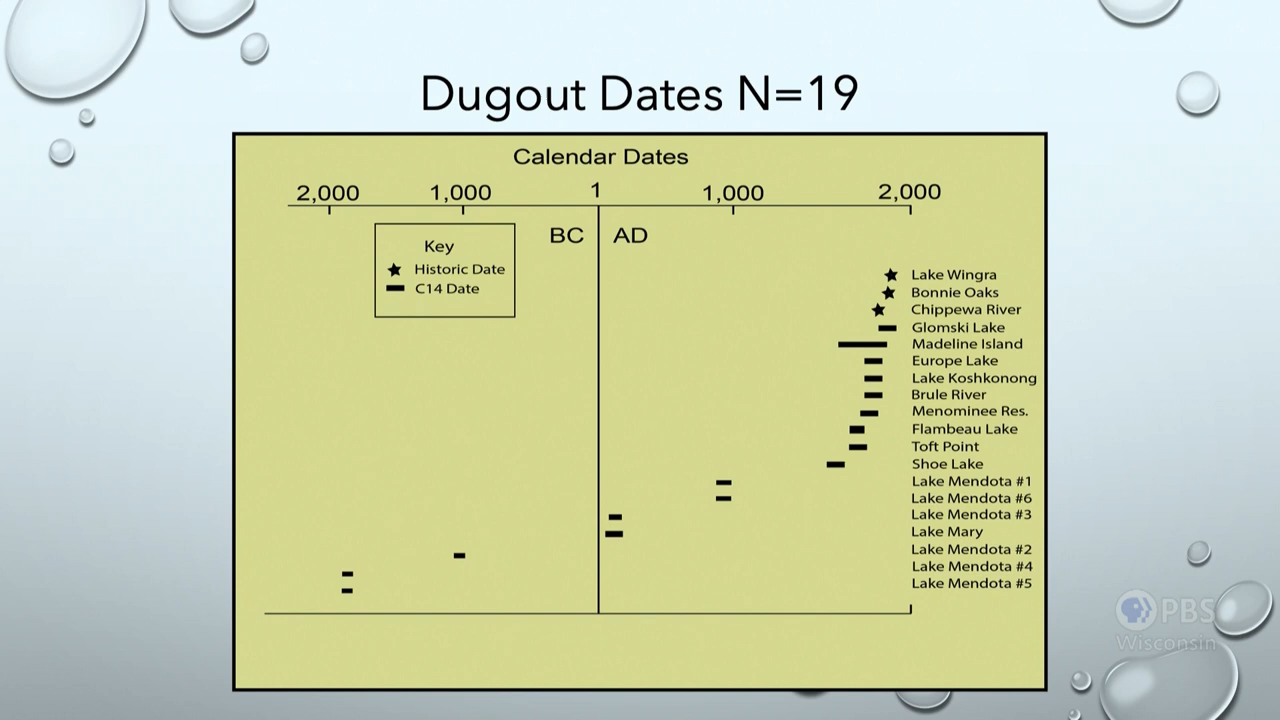 Dugout Dates N=19
Calendar Dates
2,000 1,000 1 1,000 2,000
BC AD
Key
Historic Date
C14 Date
Lake Wingra
Bonnie Oaks
Chippewa River
Glomski Lake
Madeline Island
Europe Lake
Lake Koshkonong
Brule River
Menominee Res.
Flambeau Lake
Toft Point
Shoe Lake
Lake Mendota #1
Lake Mendota #6
Lake Mendota #3
Lake Mary
Lake Mendota #2
Lake Mendota #4
Lake Mendota #5
PBS
Wisconsin